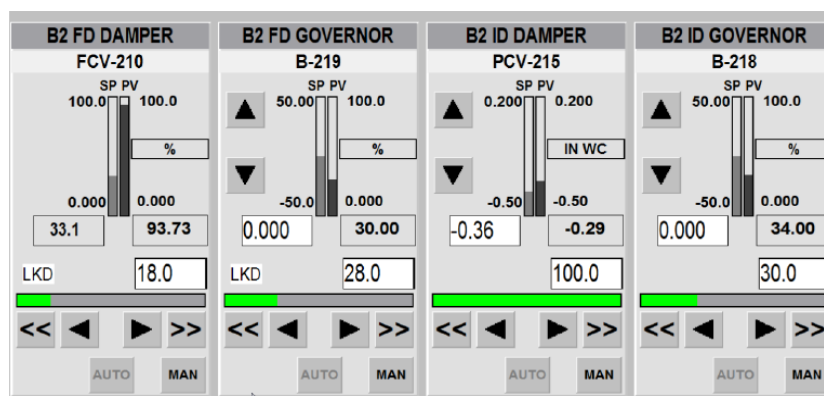 B2 FD DAMPER
FCV-210
SP PV
100.0 100.0
%
0.000 0.000
33.1 93.73
LKD 18.0
<< >>
AUTO MAN
B2 FD GOVERNOR
B-219
SP PV
50.00 100.0
%
-50.0 0.000
0.000 30.00
LKD 28.0
<< >>
AUTO MAN
B2 ID DAMPER
PCV-215
SP PV
0.200 0.200
IN WC
-0.50 -0.50
-0.36 -0.29
100.0
<< >>
AUTO MAN
B2 ID GOVERNOR
B-218
SP PV
50.00 100.0
%
-50.0 0.000
0.000 34.00
30.0
<< >>
AUTO MAN